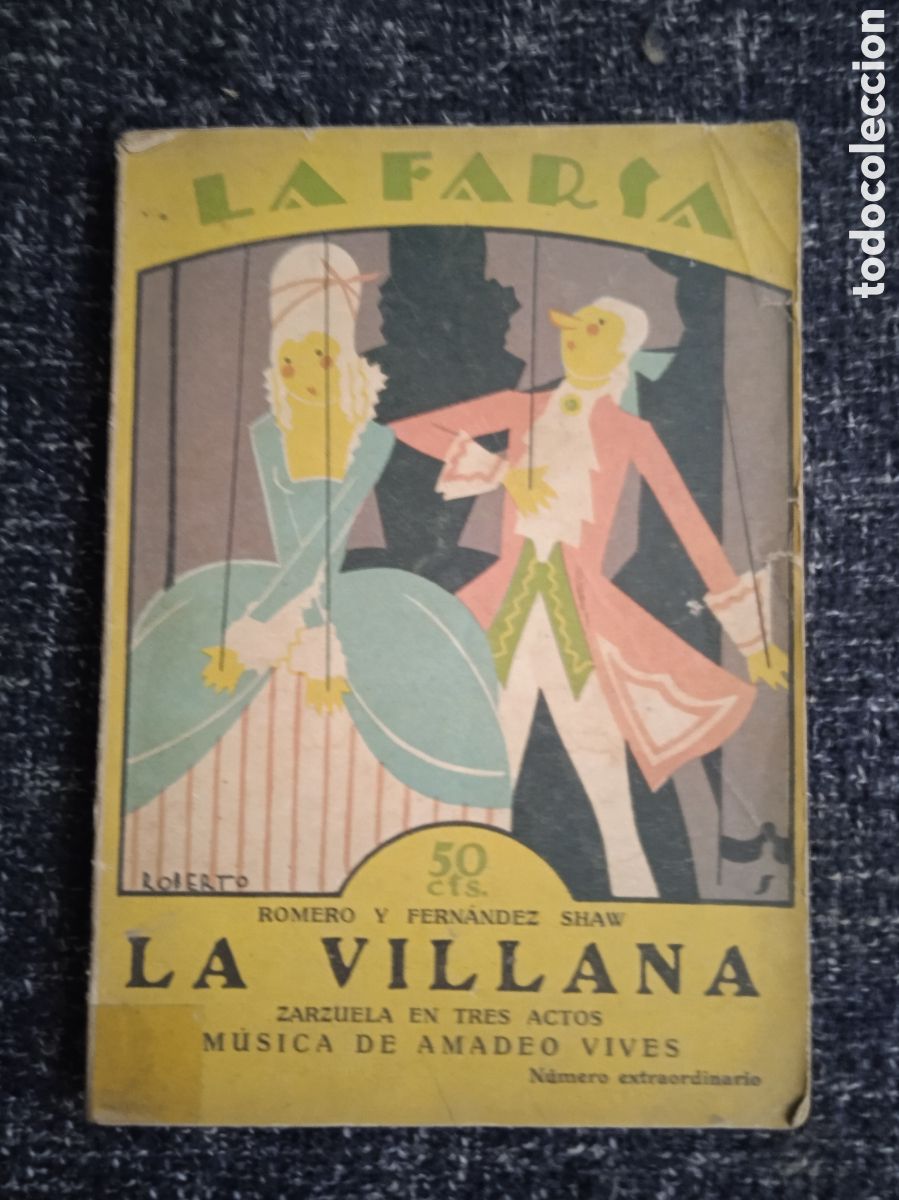 LA FARSA
ROBERTO
50
cts.
ROMERO Y FERNÁNDEZ SHAW
LA VILLANA
ZARZUELA EN TRES ACTOS
MÚSICA DE AMADEO VIVES
Número extraordinario
todocoleccion